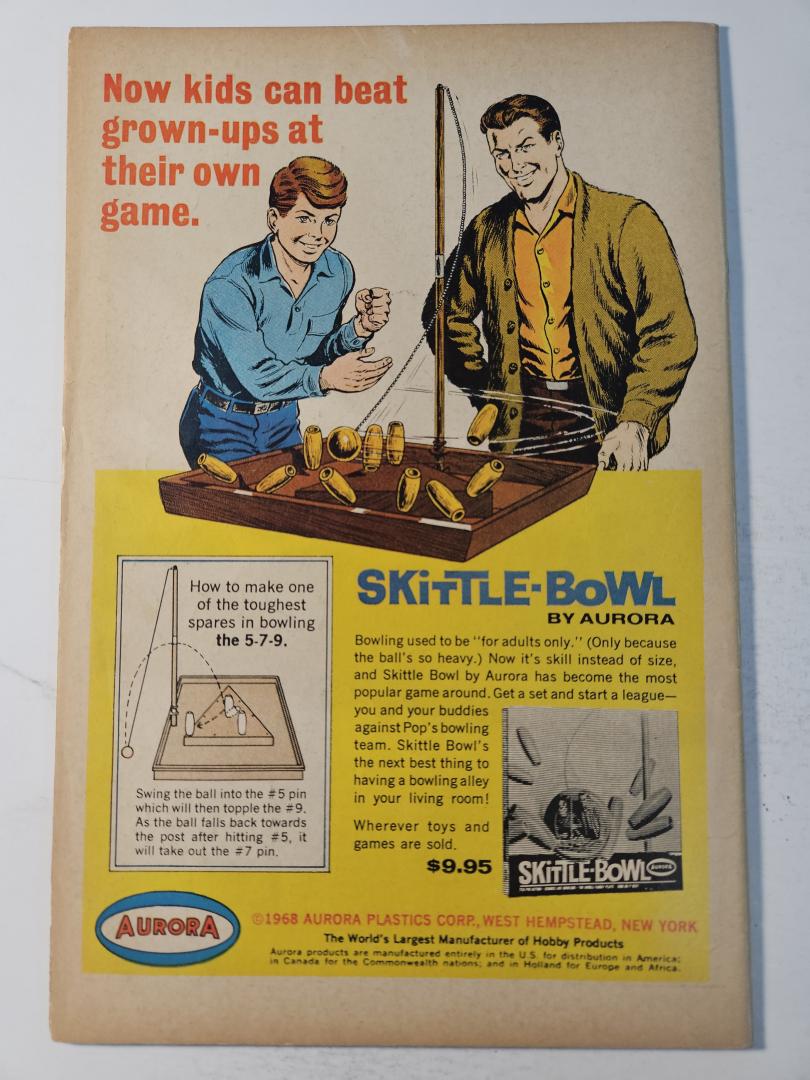 Now kids can beat
grown-ups at
their own
game.
How to make one
of the toughest
spares in bowling
the 5-7-9.
Swing the ball into the #5 pin
which will then topple the #9.
As the ball falls back towards
the post after hitting #5, it
will take out the #7 pin.
SKiTTLE-BoWL
BY AURORA
Bowling used to be "for adults only." (Only because
the ball's so heavy.) Now it's skill instead of size,
and Skittle Bowl by Aurora has become the most
popular game around. Get a set and start a league—
you and your buddies
against Pop's bowling
team. Skittle Bowl's
the next best thing to
having a bowling alley
in your living room!
Wherever toys and
games are sold.
$9.95
SKiTTLE-BoWL
AURORA
AURORA
©1968 AURORA PLASTICS CORP., WEST HEMPSTEAD, NEW YORK
The World's Largest Manufacturer of Hobby Products
Aurora products are manufactured entirely in the U.S. for distribution in America;
in Canada for the Commonwealth nations; and in Holland for Europe and Africa.